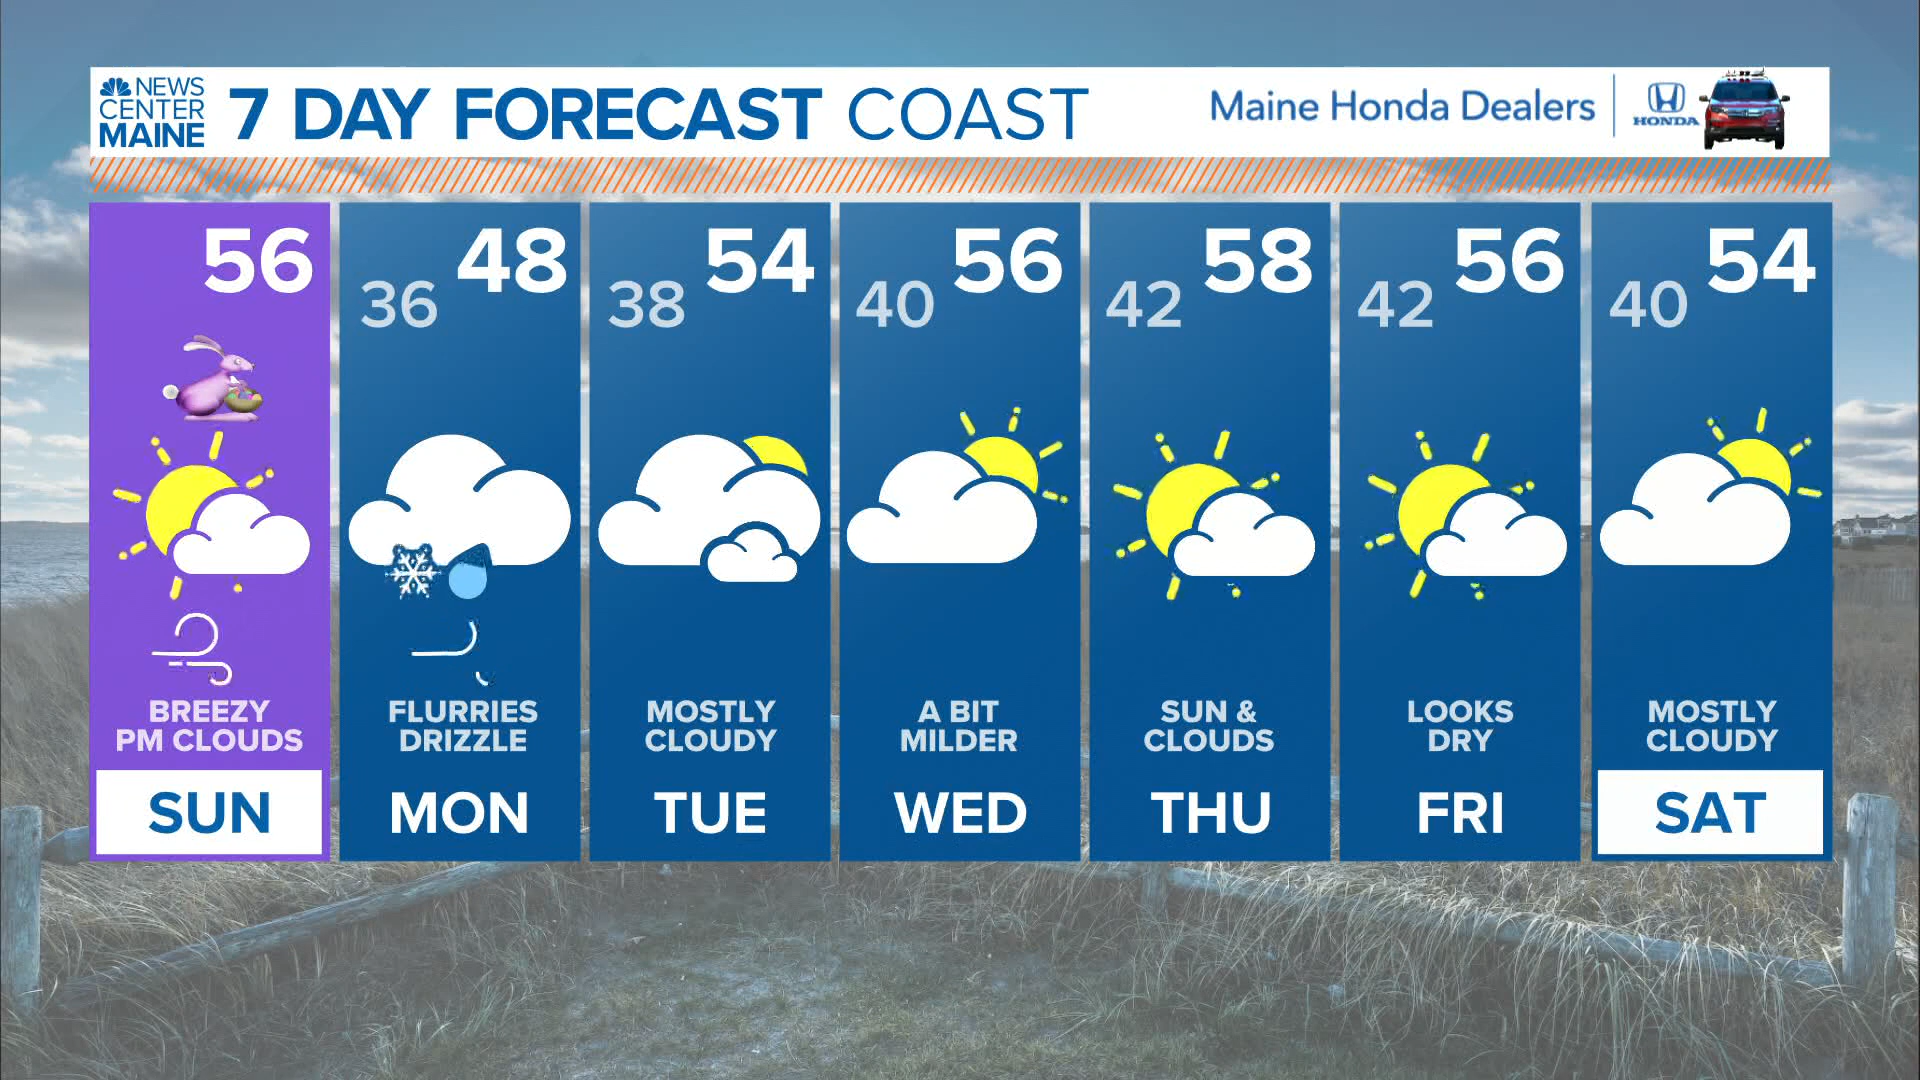 NEWS
CENTER
MAINE
7 DAY FORECAST COAST
Maine Honda Dealers
HONDA
56
BREEZY
PM CLOUDS
SUN
36 48
FLURRIES
DRIZZLE
MON
38 54
MOSTLY
CLOUDY
TUE
40 56
A BIT
MILDER
WED
42 58
SUN &
CLOUDS
THU
42 56
LOOKS
DRY
FRI
40 54
MOSTLY
CLOUDY
SAT